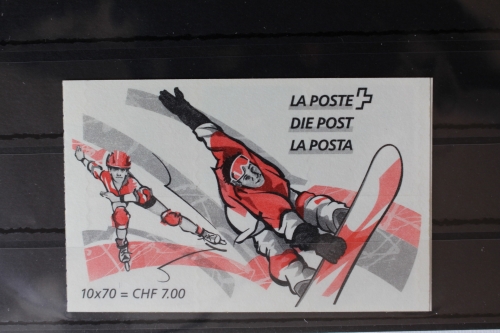 LA POSTE
DIE POST
LA POSTA
10x70 = CHF 7.00